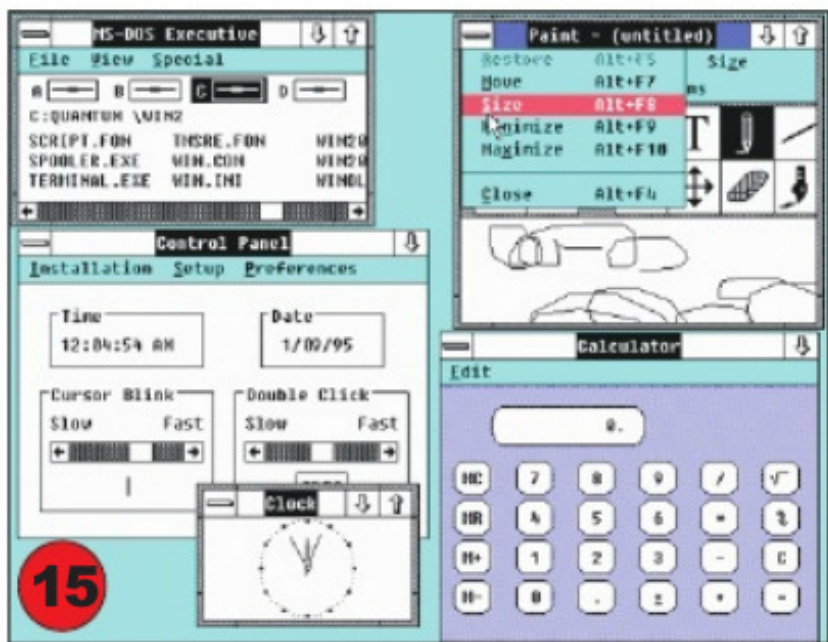 MS-DOS Executive
File View Special
A B C D
C:QUANTUM \WIN2
SCRIPT.FON TMSRE.FON WIN20
SPOOLER.EXE WIN.COM WIN20
TERMINAL.EXE WIN.INI WINOL
Paint - (untitled)
Restore Alt+F5 Size
Move Alt+F7 ms
Size Alt+F8
Minimize Alt+F9
Maximize Alt+F10
Close Alt+F4
T
Control Panel
Installation Setup Preferences
Time Date
12:04:54 AM 1/02/95
Cursor Blink Double Click
Slow Fast Slow Fast
Clock
Calculator
Edit
0.
MC 7 8 9 / √
MR 4 5 6 * %
M+ 1 2 3 - C
M- 0 . ± + =
15